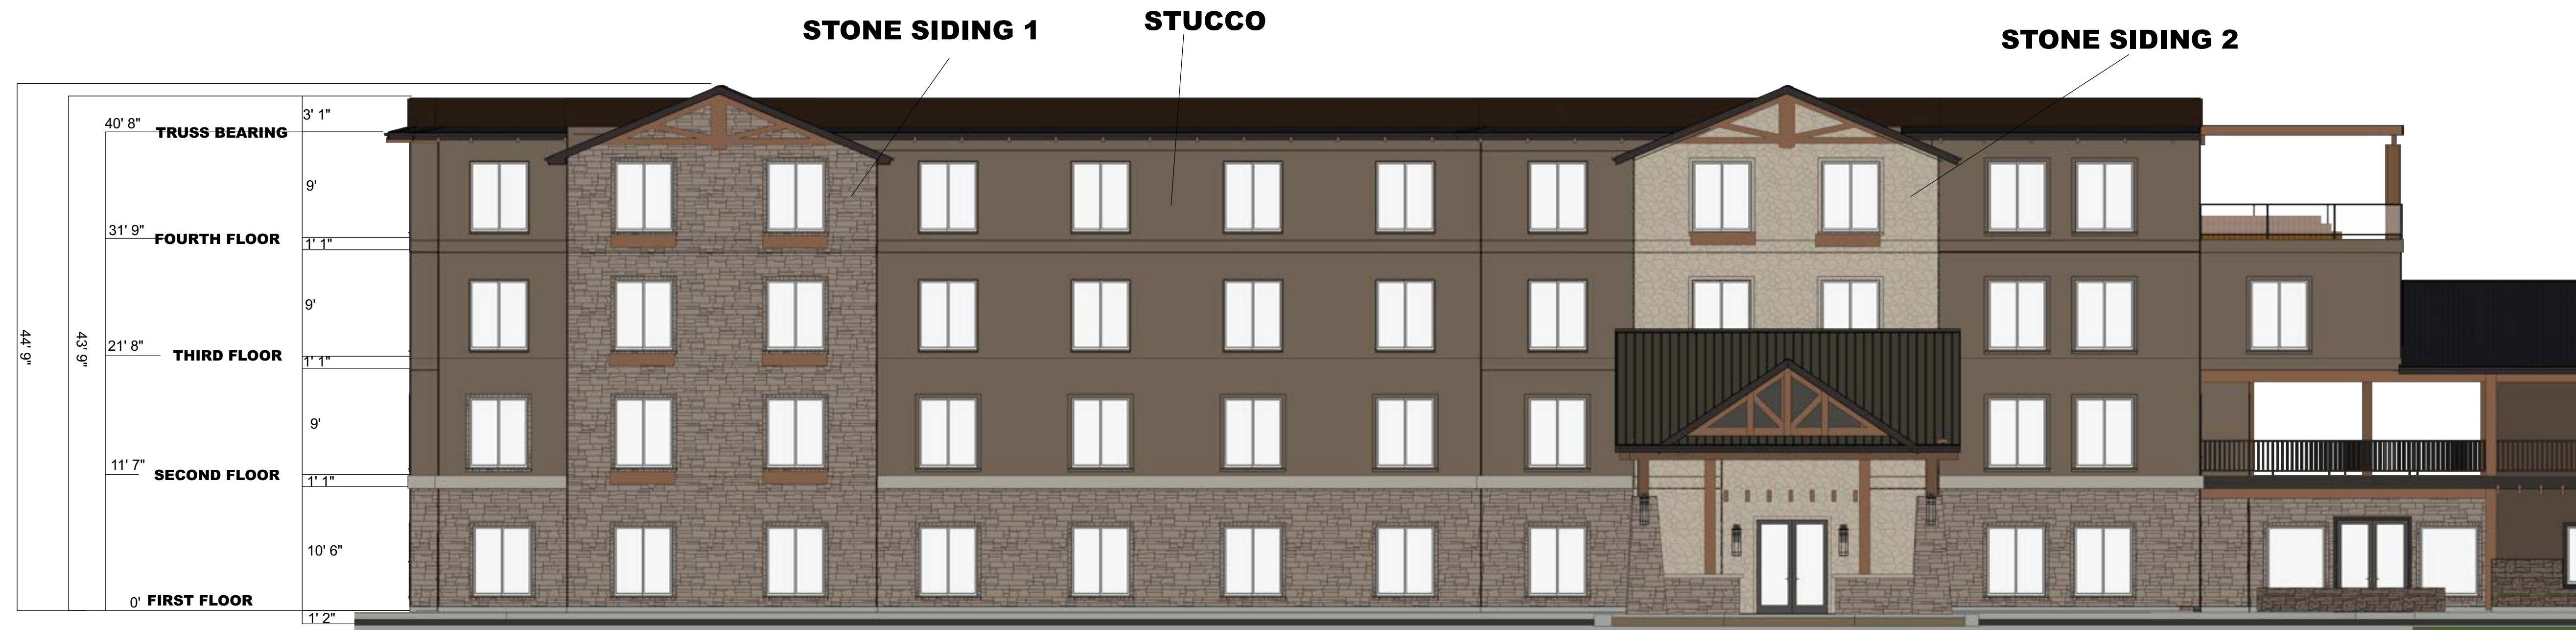 STUCCO
STONE SIDING 1
STONE SIDING 2
3' 1"
40' 8"
TRUSS BEARING
9'
31' 9"
FOURTH FLOOR
1' 1"
9'
44' 9"
43' 9"
21' 8"
THIRD FLOOR
1' 1"
9'
11' 7"
SECOND FLOOR
1' 1"
10' 6"
0' FIRST FLOOR
1' 2"